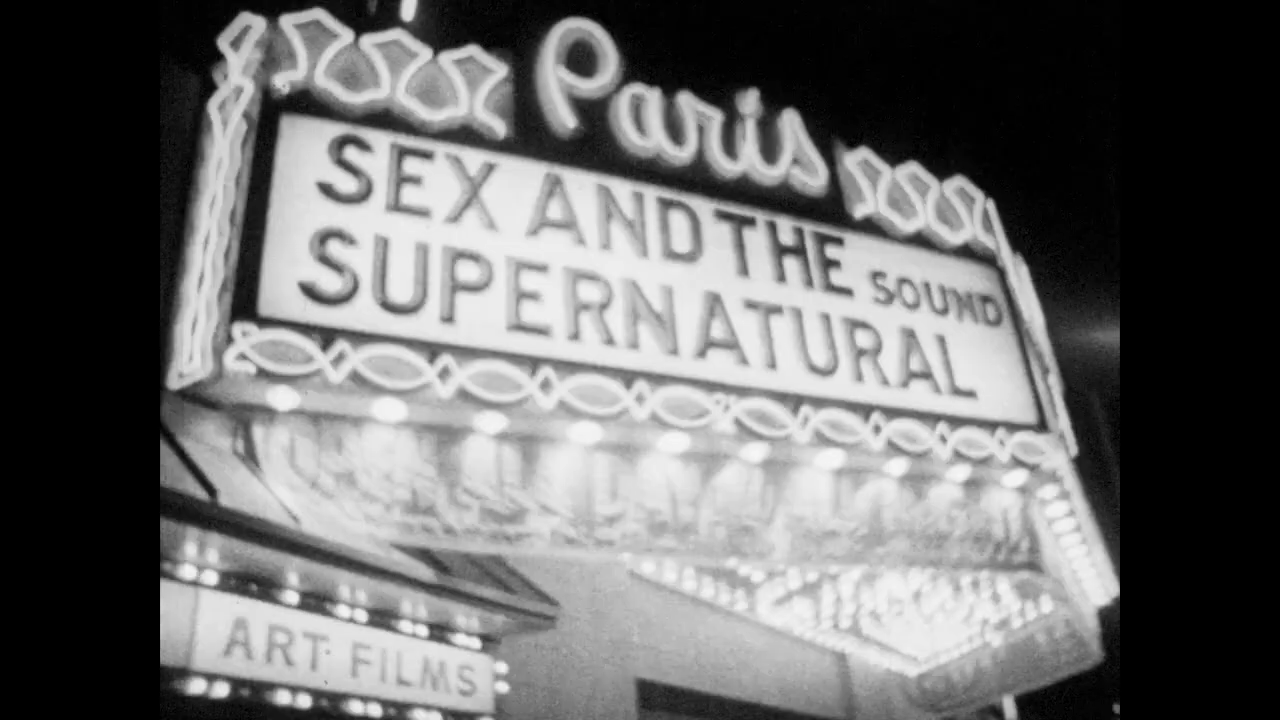 Paris
SEX AND THE SOUND
SUPERNATURAL
ART FILMS